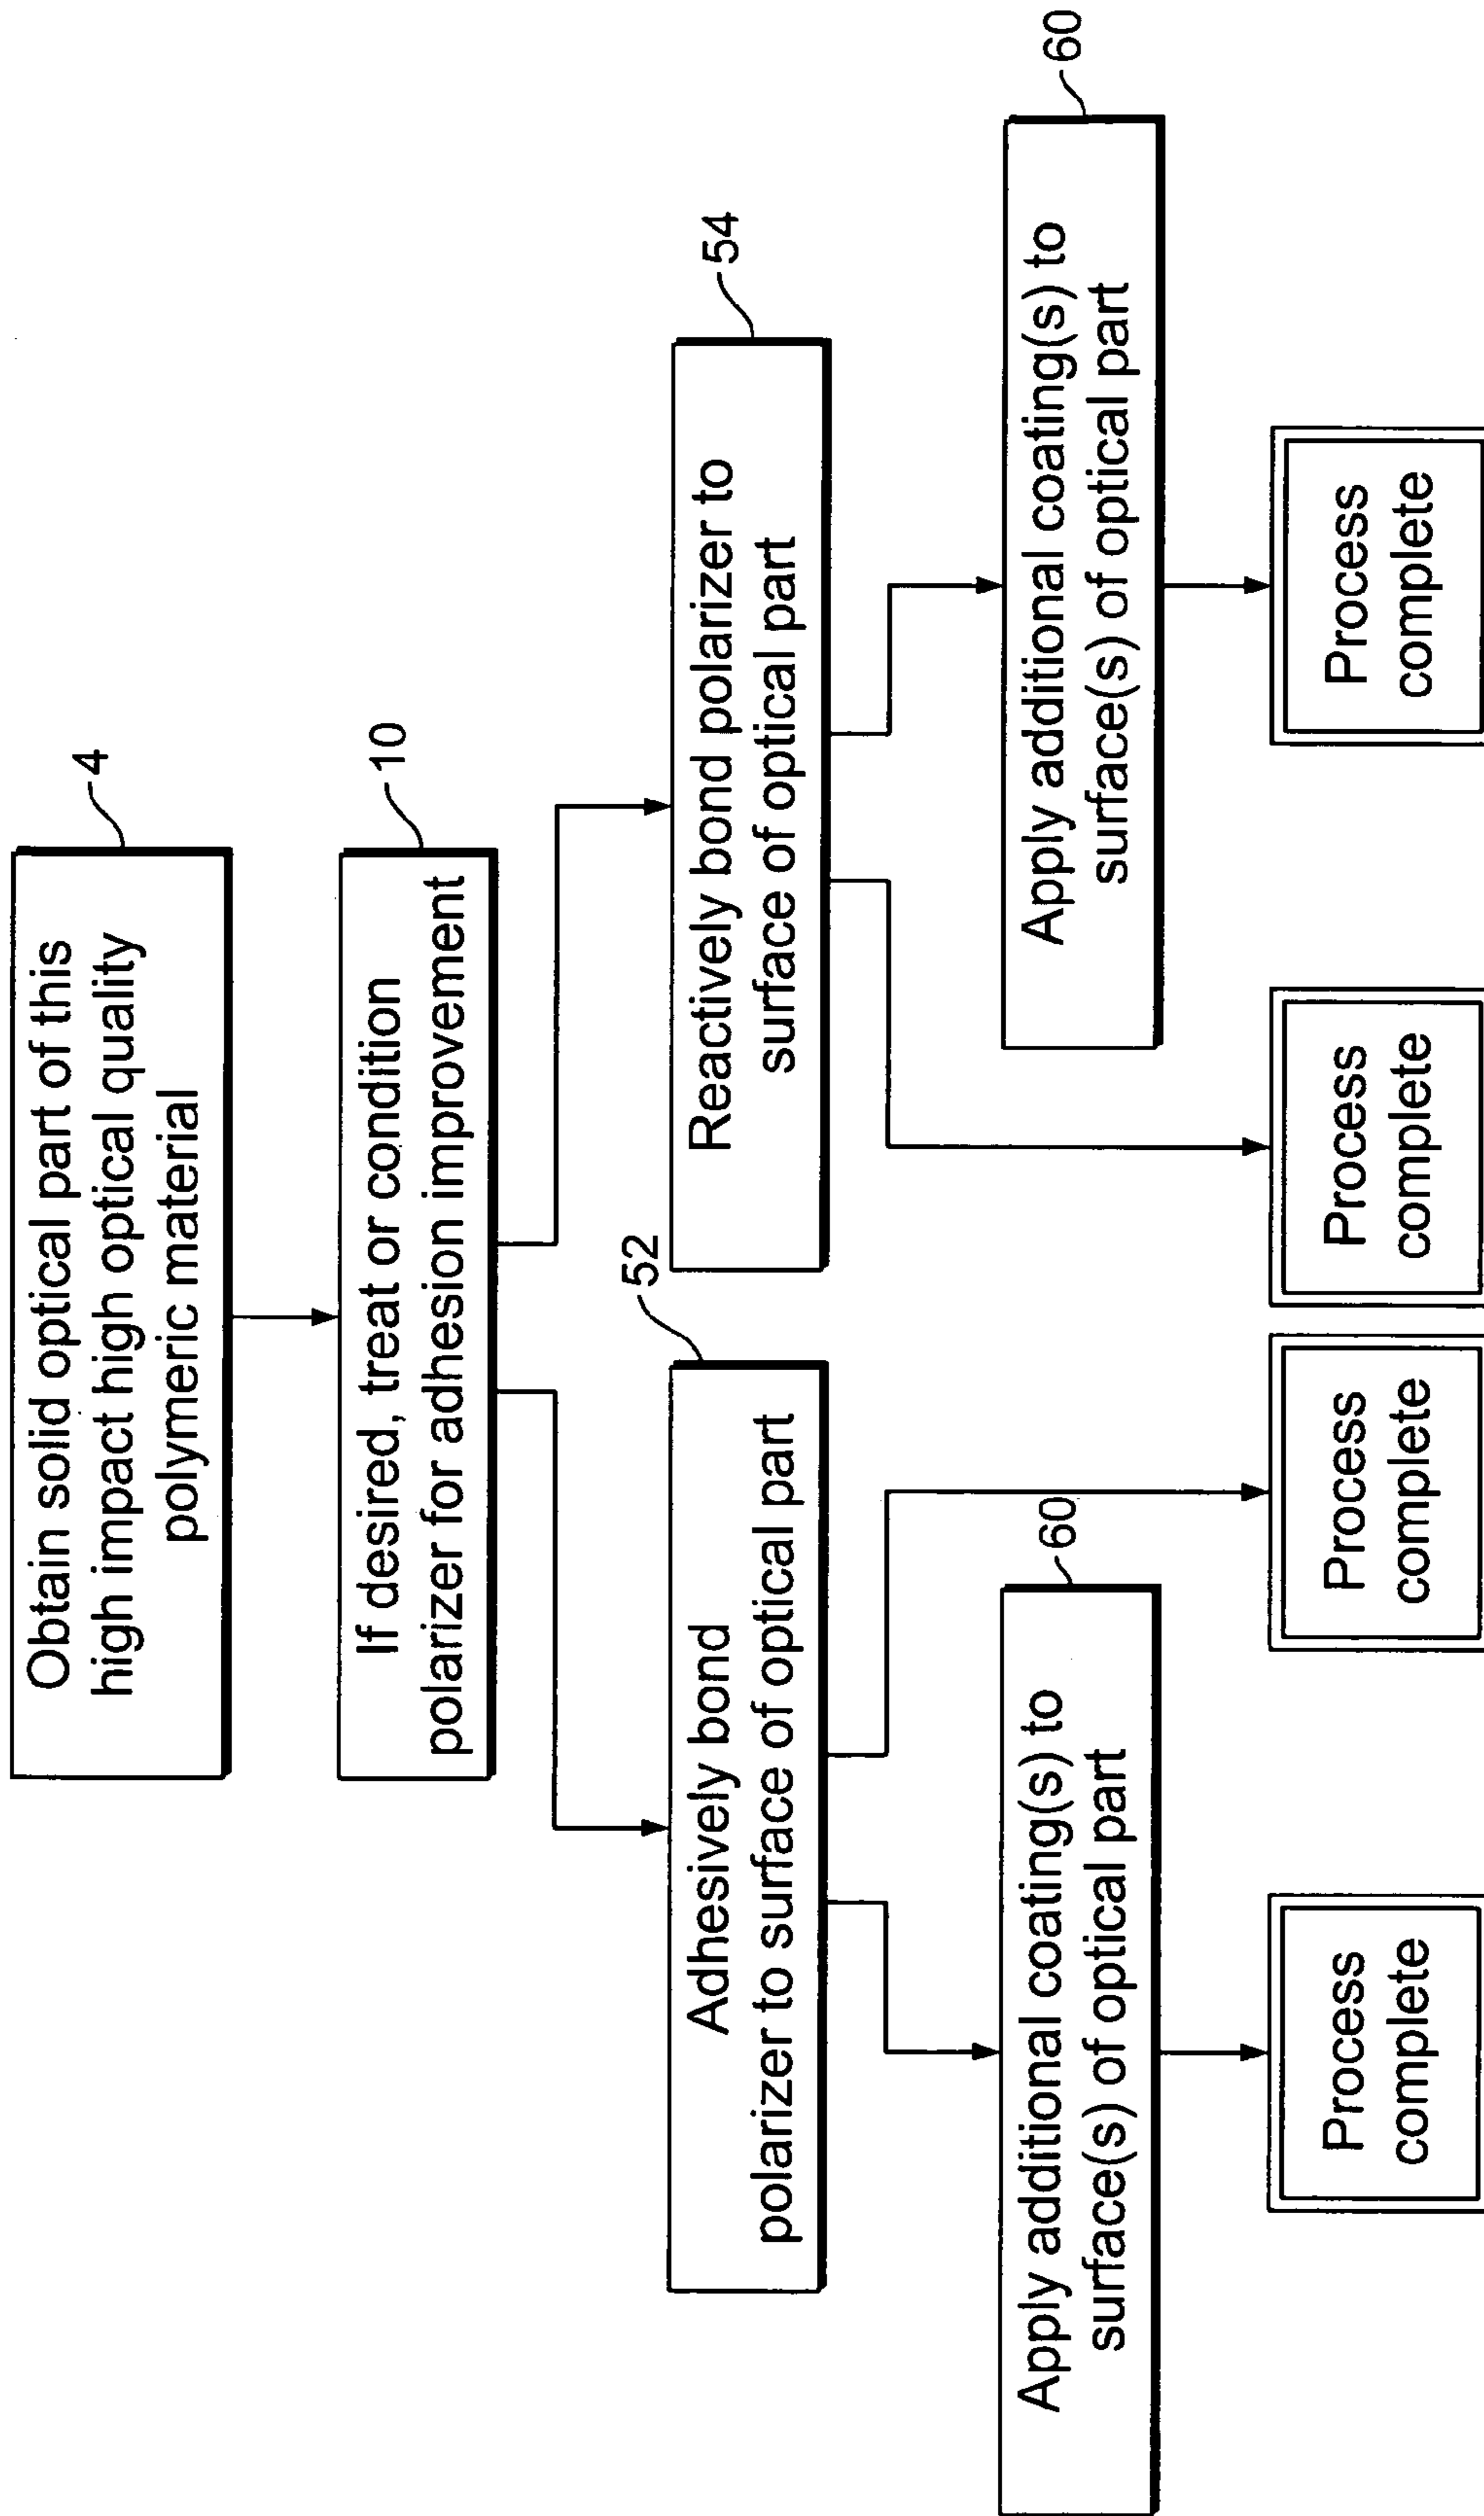 Obtain solid optical part of this
high impact high optical quality
polymeric material
4
If desired, treat or condition
polarizer for adhesion improvement
10
Adhesively bond
polarizer to surface of optical part
52
Reactively bond polarizer to
surface of optical part
54
Apply additional coating(s) to
surface(s) of optical part
60
Apply additional coating(s) to
surface(s) of optical part
60
Process
complete
Process
complete
Process
complete
Process
complete